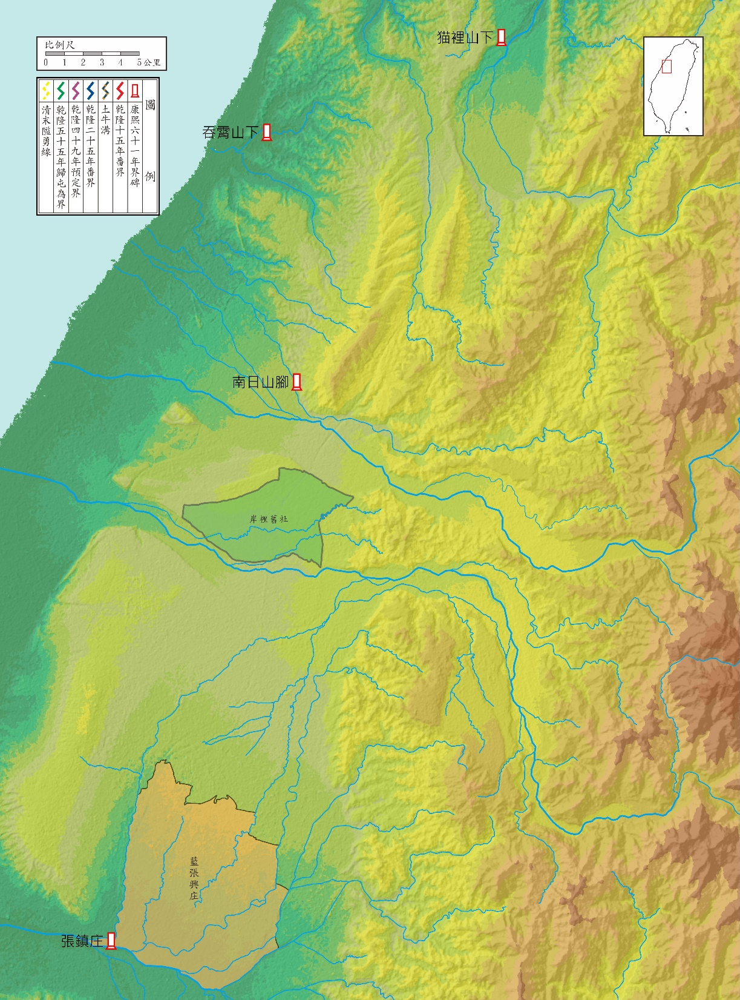 比例尺
0 1 2 3 4 5公里
圖例
康熙六十一年界碑
乾隆十五年番界
土牛溝
乾隆二十五年番界
乾隆四十九年預定界
乾隆五十五年歸屯為界
清末隘勇線
猫裡山下
吞霄山下
南日山腳
岸裡舊社
藍張興庄
張鎮庄